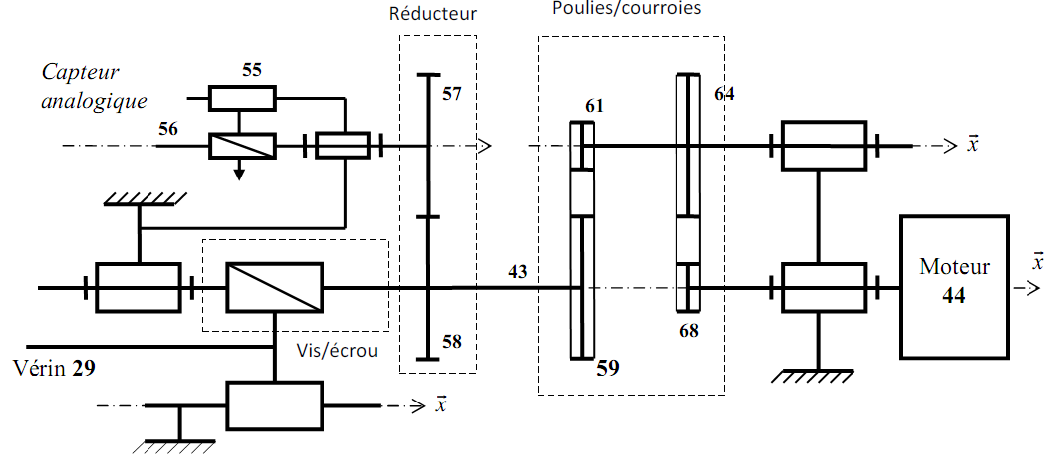 Réducteur
Poulies/courroies
Capteur
analogique
55
56
57
61
64
x
43
Moteur
44
x
Vis/écrou
58
68
59
Vérin 29
x